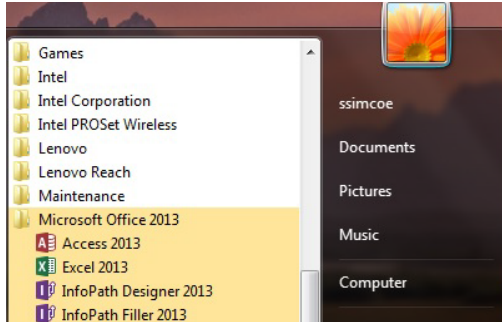 Games
Intel
Intel Corporation
Intel PROSet Wireless
Lenovo
Lenovo Reach
Maintenance
Microsoft Office 2013
Access 2013
Excel 2013
InfoPath Designer 2013
InfoPath Filler 2013
ssimcoe
Documents
Pictures
Music
Computer